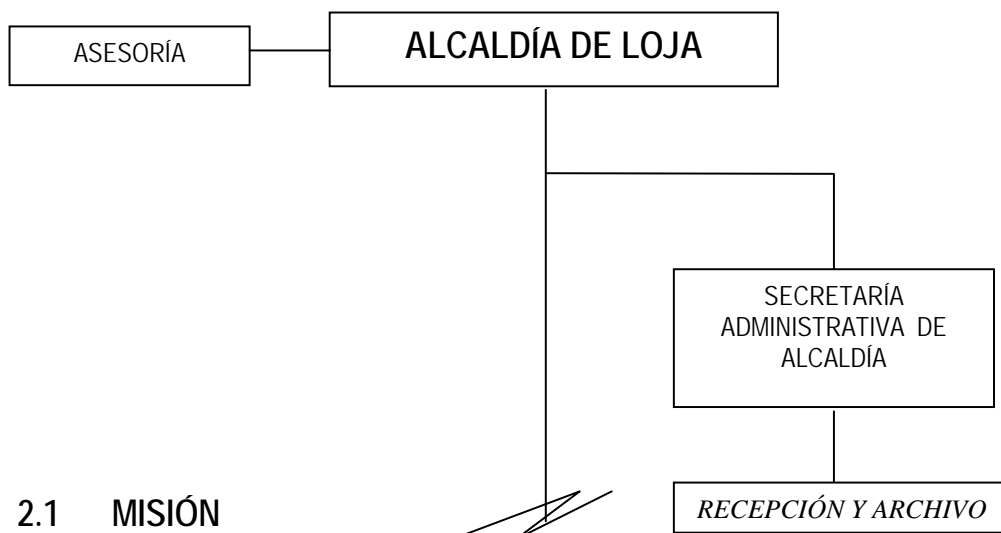 ASESORÍA
ALCALDÍA DE LOJA
SECRETARÍA
ADMINISTRATIVA DE
ALCALDÍA
2.1 MISIÓN
RECEPCIÓN Y ARCHIVO